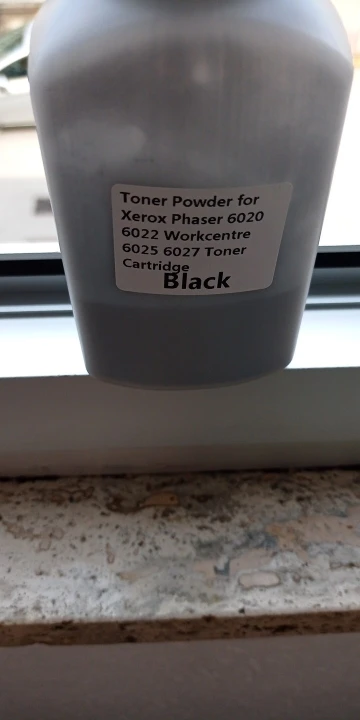 Toner Powder for
Xerox Phaser 6020
6022 Workcentre
6025 6027 Toner
Cartridge
Black